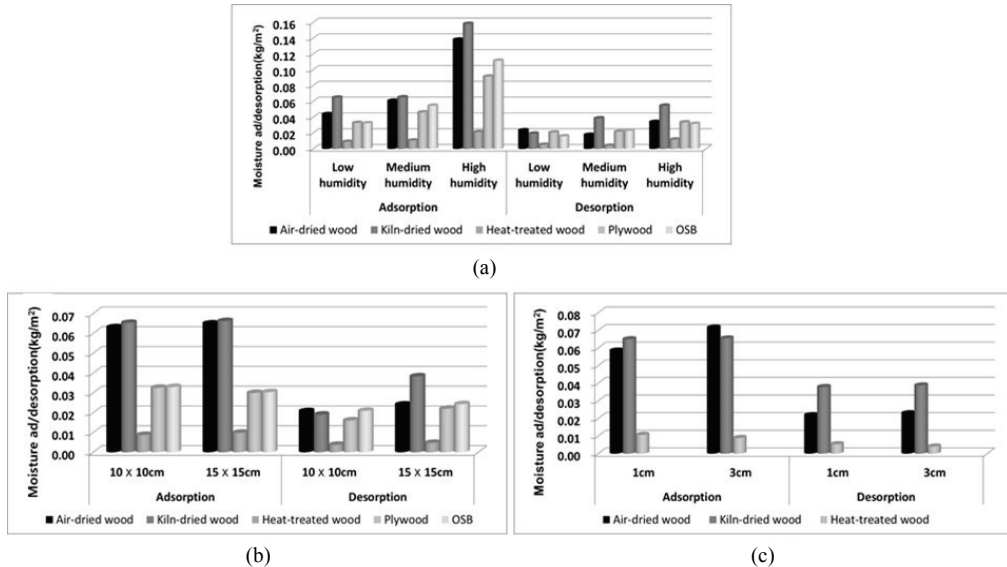 Moisture ad/desorption(kg/m²)
0.16
0.14
0.12
0.10
0.08
0.06
0.04
0.02
0.00
Low humidity Medium humidity High humidity Low humidity Medium humidity High humidity
Adsorption Desorption
Air-dried wood Kiln-dried wood Heat-treated wood Plywood OSB
(a)
Moisture ad/desorption(kg/m²)
0.07
0.06
0.05
0.04
0.03
0.02
0.01
0.00
10 x 10cm 15 x 15cm 10 x 10cm 15 x 15cm
Adsorption Desorption
Air-dried wood Kiln-dried wood Heat-treated wood Plywood OSB
(b)
Moisture ad/desorption(kg/m²)
0.08
0.07
0.06
0.05
0.04
0.03
0.02
0.01
0.00
1cm 3cm 1cm 3cm
Adsorption Desorption
Air-dried wood Kiln-dried wood Heat-treated wood
(c)